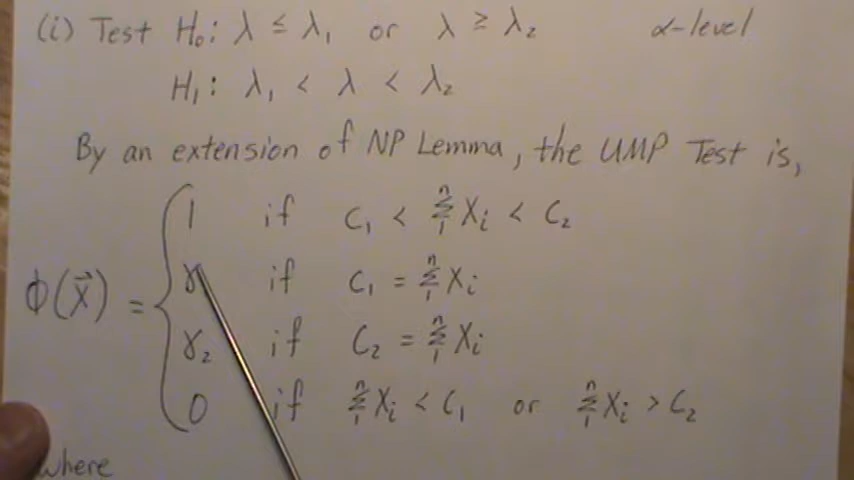 (i) Test H₀: λ ≤ λ₁ or λ ≥ λ₂ α-level
H₁: λ₁ < λ < λ₂
By an extension of NP Lemma, the UMP Test is,
ϕ(X⃗) = { 1 if C₁ < Σ₁ⁿ Xᵢ < C₂
γ if C₁ = Σ₁ⁿ Xᵢ
γ₂ if C₂ = Σ₁ⁿ Xᵢ
0 if Σ₁ⁿ Xᵢ < C₁ or Σ₁ⁿ Xᵢ > C₂
where